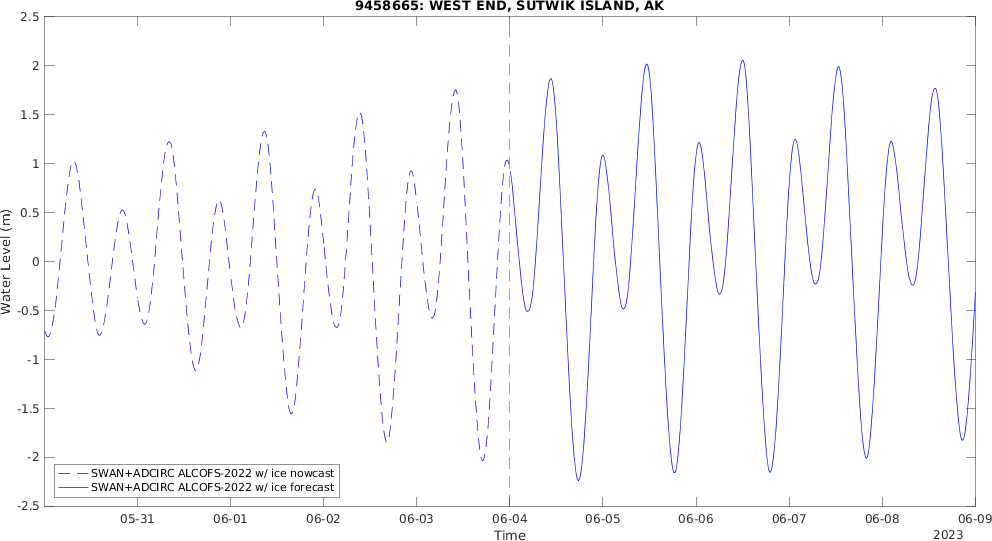 9458665: WEST END, SUTWIK ISLAND, AK
Water Level (m)
2.5
2
1.5
1
0.5
0
-0.5
-1
-1.5
-2
-2.5
SWAN+ADCIRC ALCOFS-2022 w/ ice nowcast
SWAN+ADCIRC ALCOFS-2022 w/ ice forecast
05-31 06-01 06-02 06-03 06-04 06-05 06-06 06-07 06-08 06-09
Time
2023